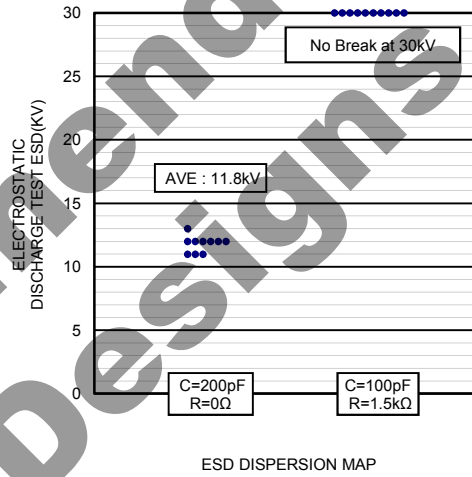 30
25
20
15
10
5
0
ELECTROSTATIC
DISCHARGE TEST ESD(KV)
No Break at 30kV
AVE : 11.8kV
C=200pF
R=0Ω
C=100pF
R=1.5kΩ
ESD DISPERSION MAP
Designs